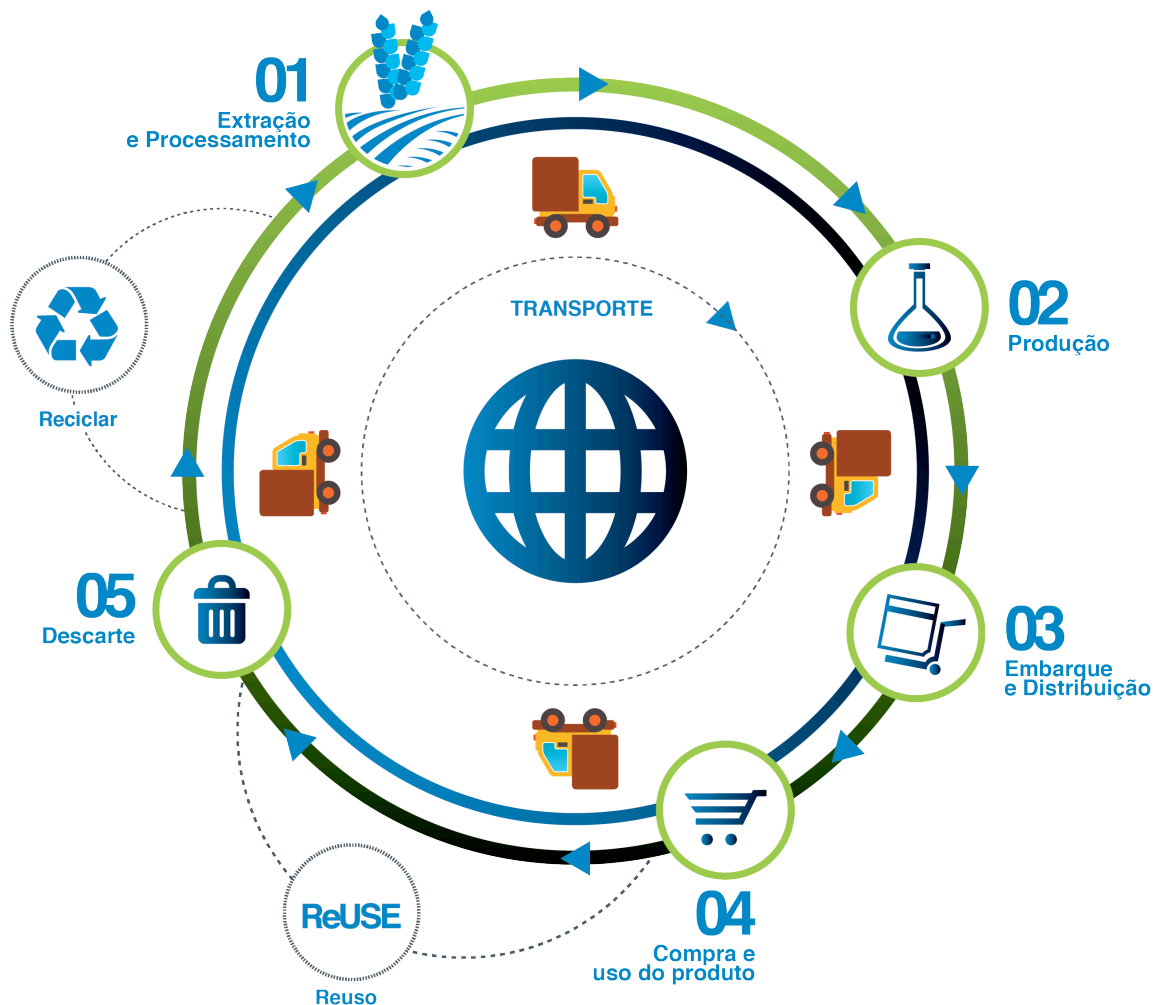 01
Extração
e Processamento
TRANSPORTE
02
Produção
03
Embarque
e Distribuição
04
Compra e
uso do produto
ReUSE
Reuso
05
Descarte
Reciclar